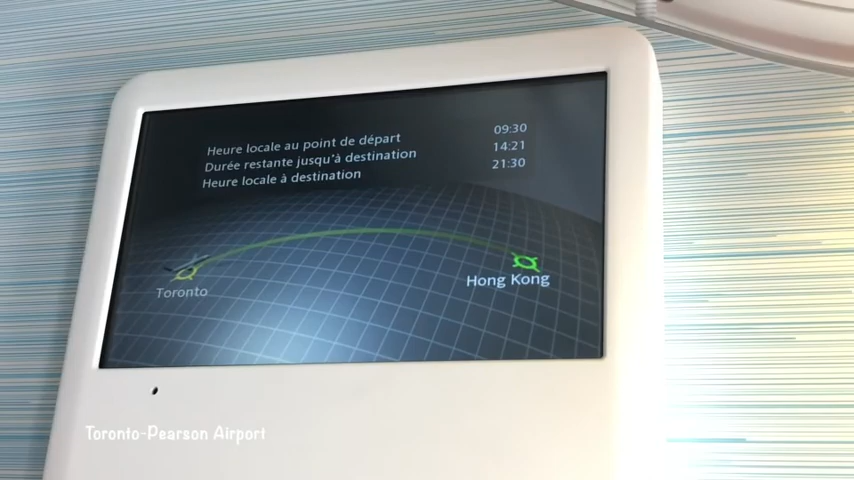 Heure locale au point de départ 09:30
Durée restante jusqu'à destination 14:21
Heure locale à destination 21:30
Toronto
Hong Kong
Toronto-Pearson Airport